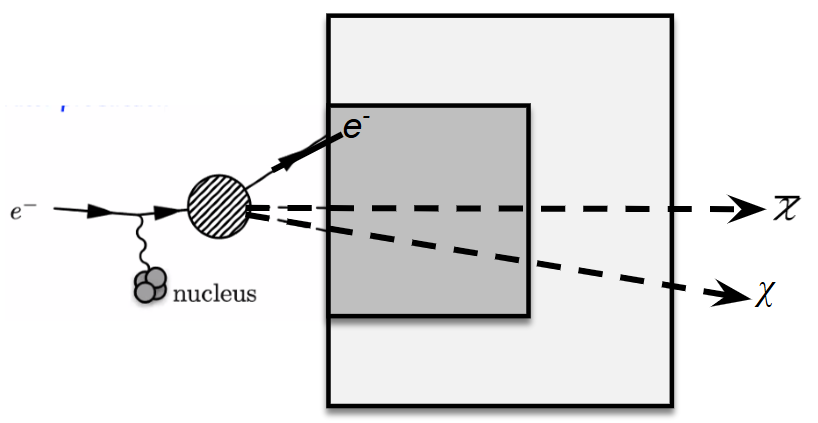 e⁻
e⁻
nucleus
χ̅
χ